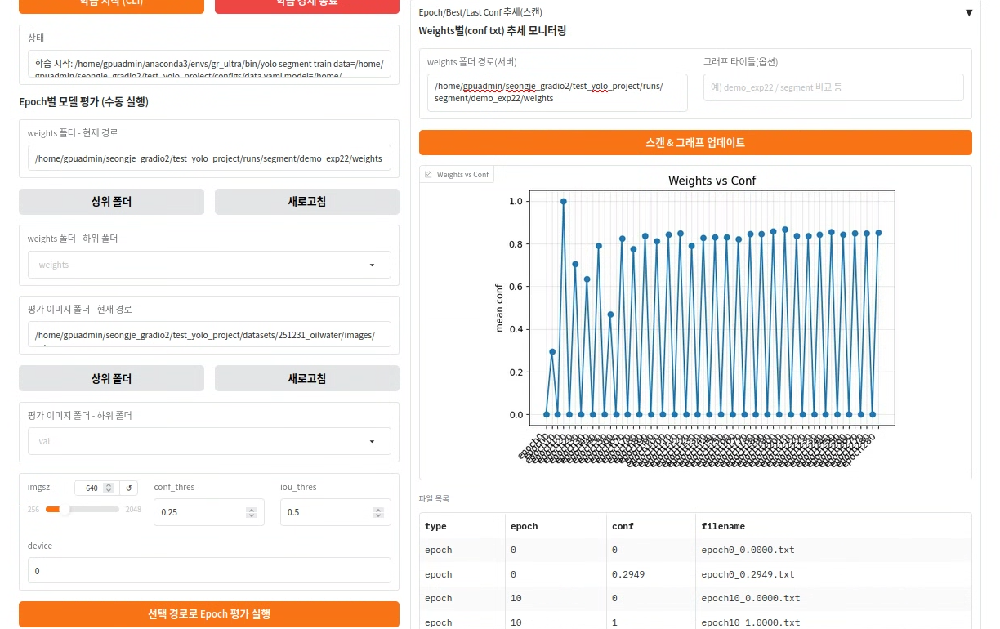 학습 시작 (CLI)
학습 강제 종료
상태
학습 시작: /home/gpuadmin/anaconda3/envs/gr_ultra/bin/yolo segment train data=/home/
gpuadmin/seongje_gradio2/test_yolo_project/configs/data.yaml model=/home/
Epoch별 모델 평가 (수동 실행)
weights 폴더 - 현재 경로
/home/gpuadmin/seongje_gradio2/test_yolo_project/runs/segment/demo_exp22/weights
상위 폴더
새로고침
weights 폴더 - 하위 폴더
weights
평가 이미지 폴더 - 현재 경로
/home/gpuadmin/seongje_gradio2/test_yolo_project/datasets/251231_oilwater/images/
상위 폴더
새로고침
평가 이미지 폴더 - 하위 폴더
val
imgsz
640
↺
256
2048
conf_thres
0.25
iou_thres
0.5
device
0
선택 경로로 Epoch 평가 실행
Epoch/Best/Last Conf 추세(스캔)
▼
Weights별(conf txt) 추세 모니터링
weights 폴더 경로(서버)
/home/gpuadmin/seongje_gradio2/test_yolo_project/runs/
segment/demo_exp22/weights
그래프 타이틀(옵션)
예) demo_exp22 / segment 비교 등
스캔 & 그래프 업데이트
Weights vs Conf
Weights vs Conf
1.0
0.8
0.6
0.4
0.2
0.0
mean conf
epoch0
epoch280
파일 목록
type epoch conf filename
epoch 0 0 epoch0_0.0000.txt
epoch 0 0.2949 epoch0_0.2949.txt
epoch 10 0 epoch10_0.0000.txt
epoch 10 1 epoch10_1.0000.txt